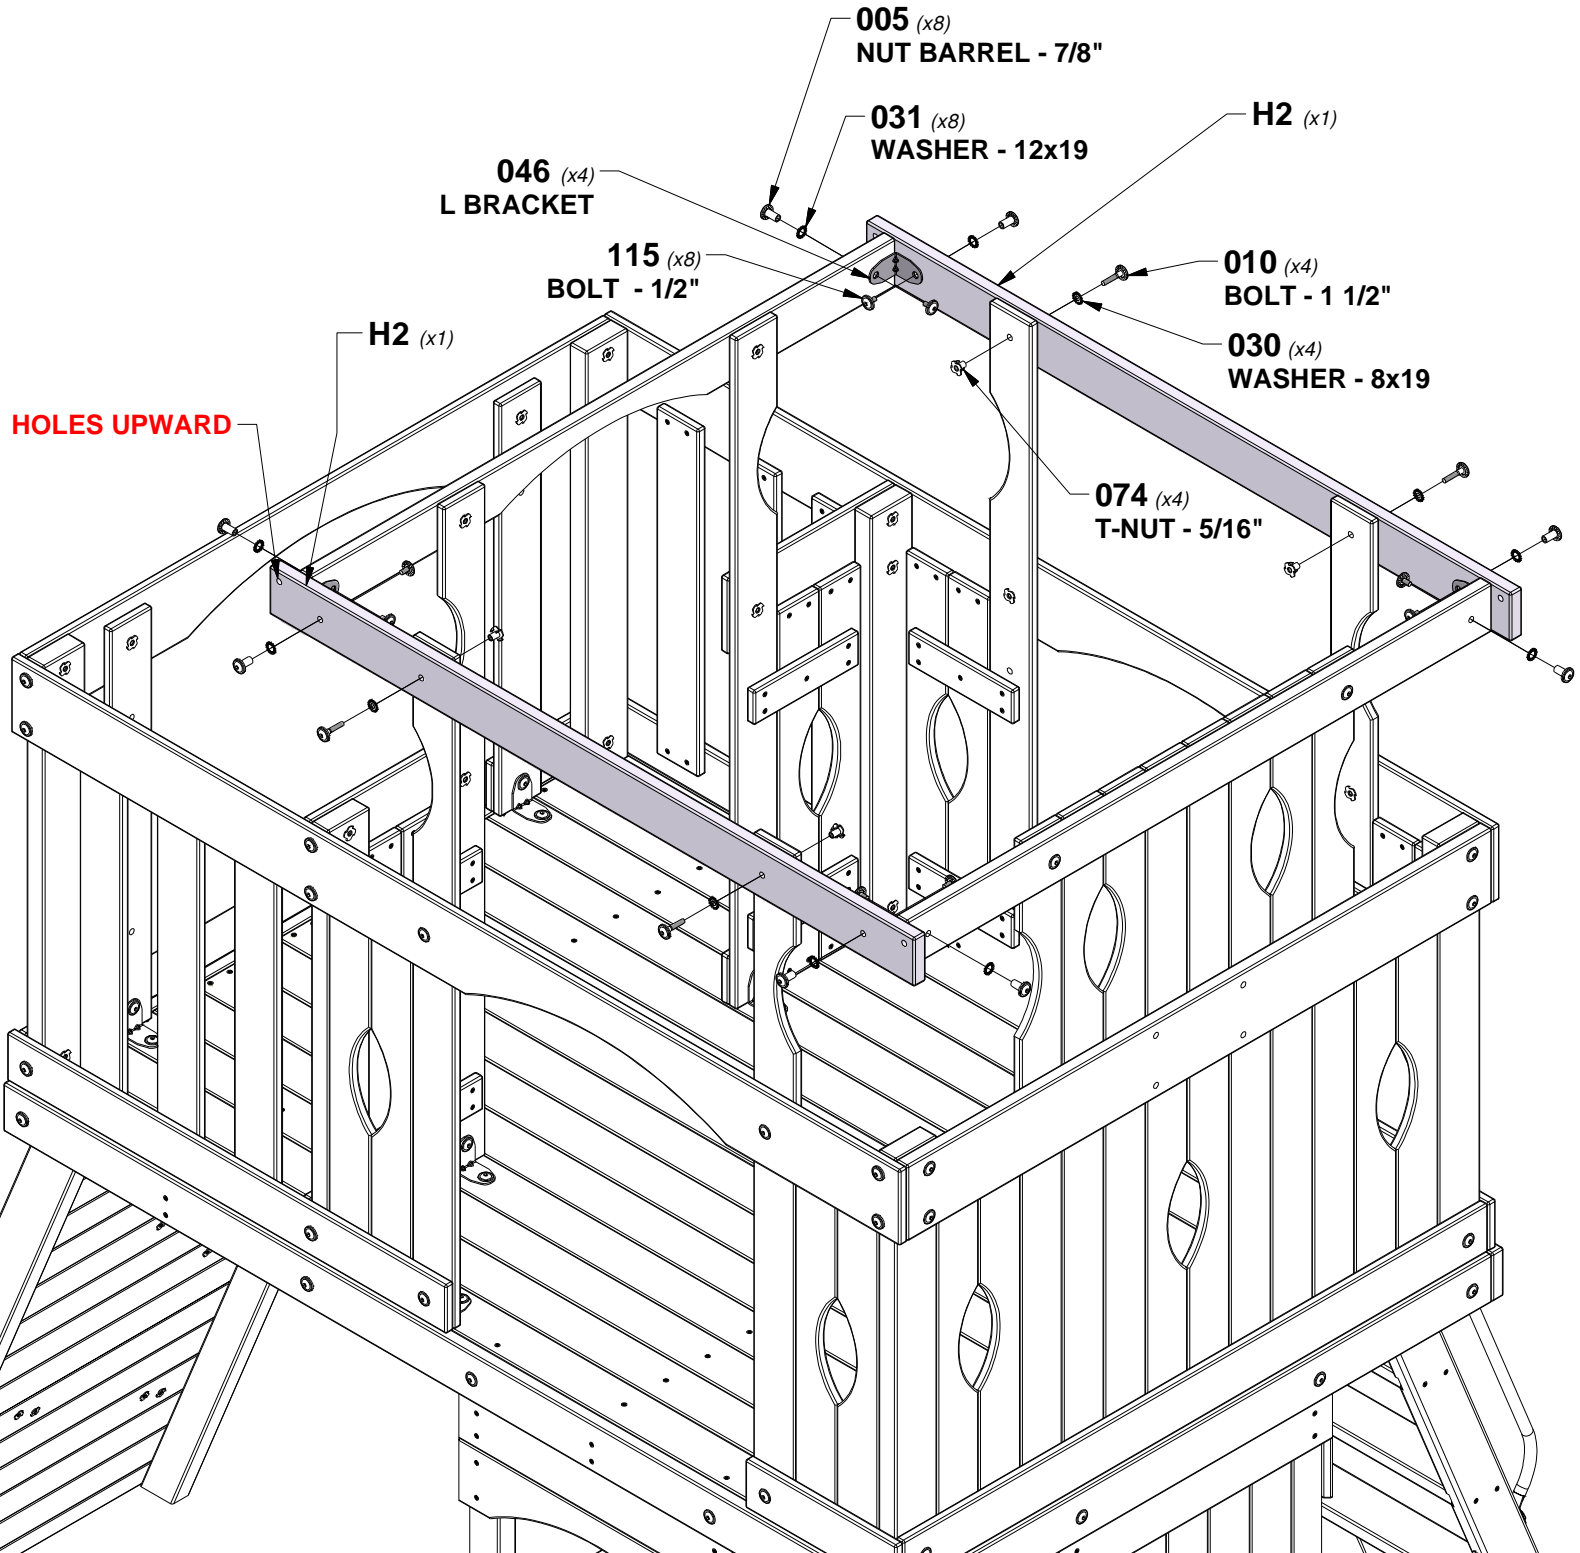 005 (x8)
NUT BARREL - 7/8"
031 (x8)
WASHER - 12x19
H2 (x1)
046 (x4)
L BRACKET
115 (x8)
BOLT - 1/2"
010 (x4)
BOLT - 1 1/2"
H2 (x1)
030 (x4)
WASHER - 8x19
HOLES UPWARD
074 (x4)
T-NUT - 5/16"